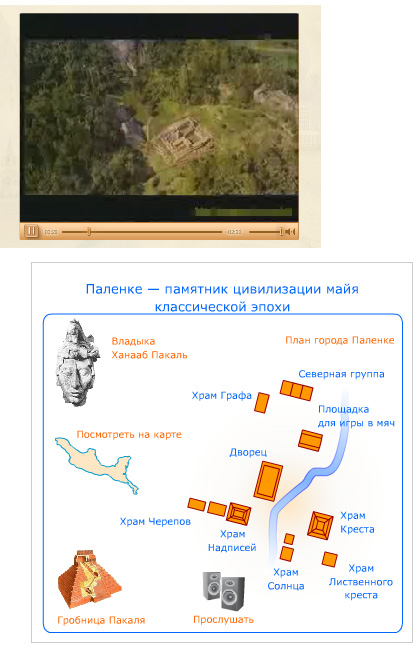 Паленке — памятник цивилизации майя
классической эпохи
Владыка
Ханааб Пакаль
План города Паленке
Северная группа
Храм Графа
Площадка
для игры в мяч
Посмотреть на карте
Дворец
Храм Черепов
Храм
Надписей
Храм
Креста
Храм
Солнца
Храм
Лиственного
креста
Гробница Пакаля
Прослушать